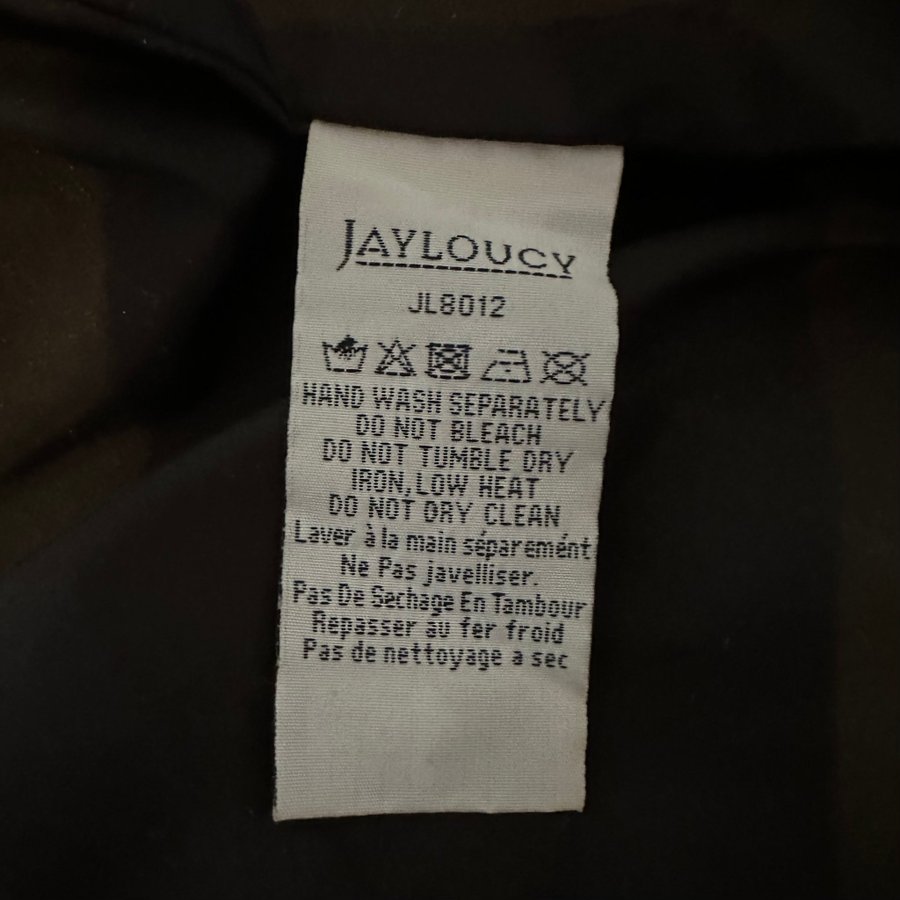 JAYLOUCY
JL8012
HAND WASH SEPARATELY
DO NOT BLEACH
DO NOT TUMBLE DRY
IRON, LOW HEAT
DO NOT DRY CLEAN
Laver à la main séparemént
Ne Pas javelliser.
Pas De Sechage En Tambour
Repasser au fer froid
Pas de nettoyage a sec